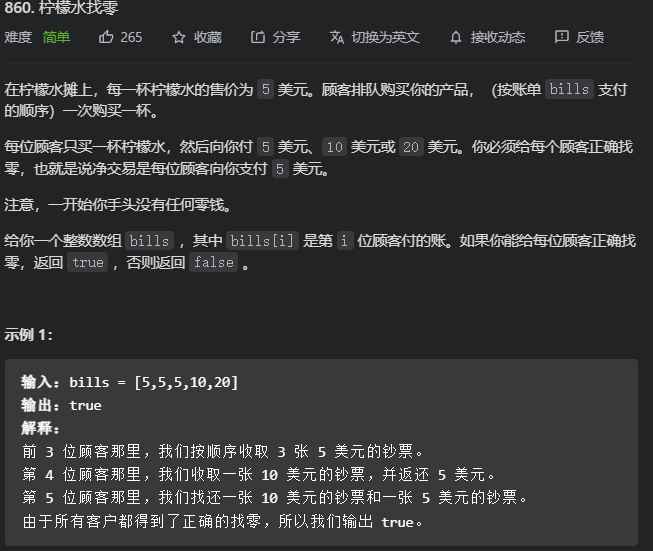 860. 柠檬水找零
难度 简单 265 收藏 分享 切换为英文 接收动态 反馈
在柠檬水摊上，每一杯柠檬水的售价为 5 美元。顾客排队购买你的产品，（按账单 bills 支付
的顺序）一次购买一杯。
每位顾客只买一杯柠檬水，然后向你付 5 美元、10 美元或 20 美元。你必须给每个顾客正确找
零，也就是说净交易是每位顾客向你支付 5 美元。
注意，一开始你手头没有任何零钱。
给你一个整数数组 bills ，其中 bills[i] 是第 i 位顾客付的账。如果你能给每位顾客正确找
零，返回 true ，否则返回 false 。
示例 1：
输入：bills = [5,5,5,10,20]
输出：true
解释：
前 3 位顾客那里，我们按顺序收取 3 张 5 美元的钞票。
第 4 位顾客那里，我们收取一张 10 美元的钞票，并返还 5 美元。
第 5 位顾客那里，我们找还一张 10 美元的钞票和一张 5 美元的钞票。
由于所有客户都得到了正确的找零，所以我们输出 true。